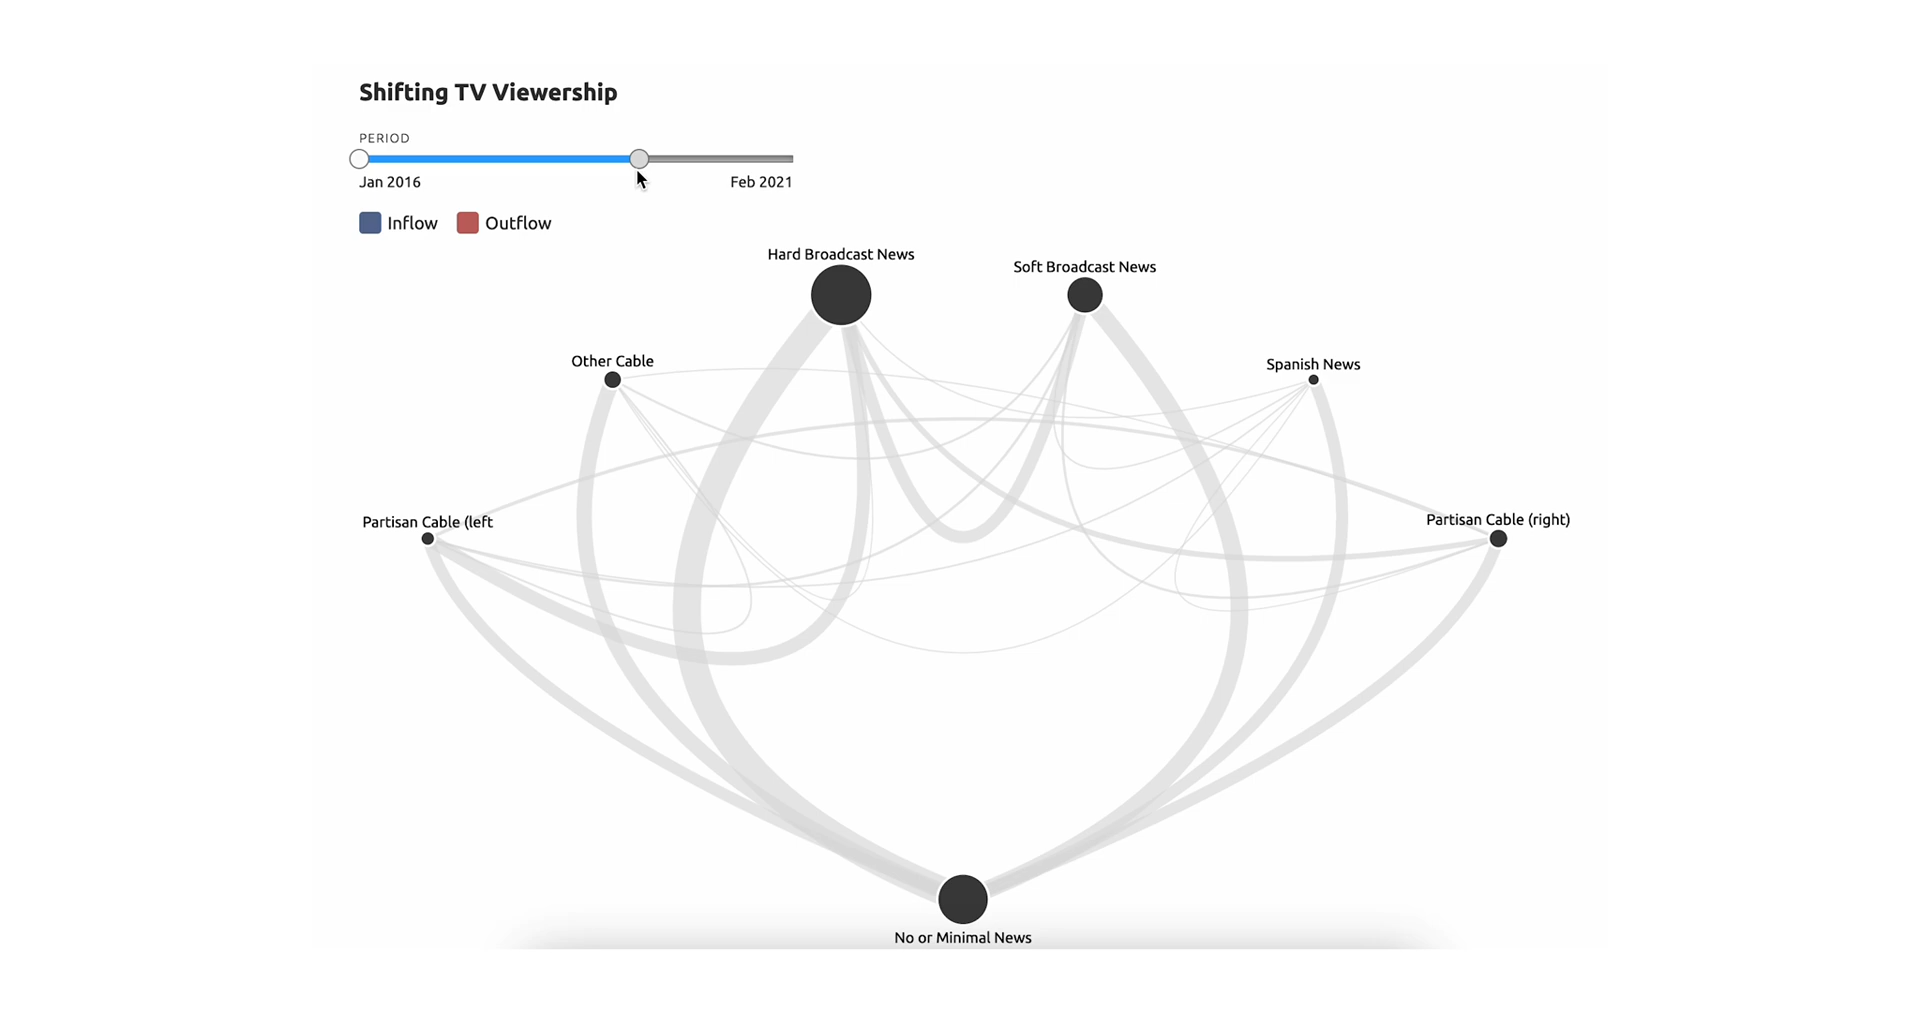 Shifting TV Viewership
PERIOD
Jan 2016
Feb 2021
Inflow
Outflow
Hard Broadcast News
Soft Broadcast News
Other Cable
Spanish News
Partisan Cable (left
Partisan Cable (right)
No or Minimal News